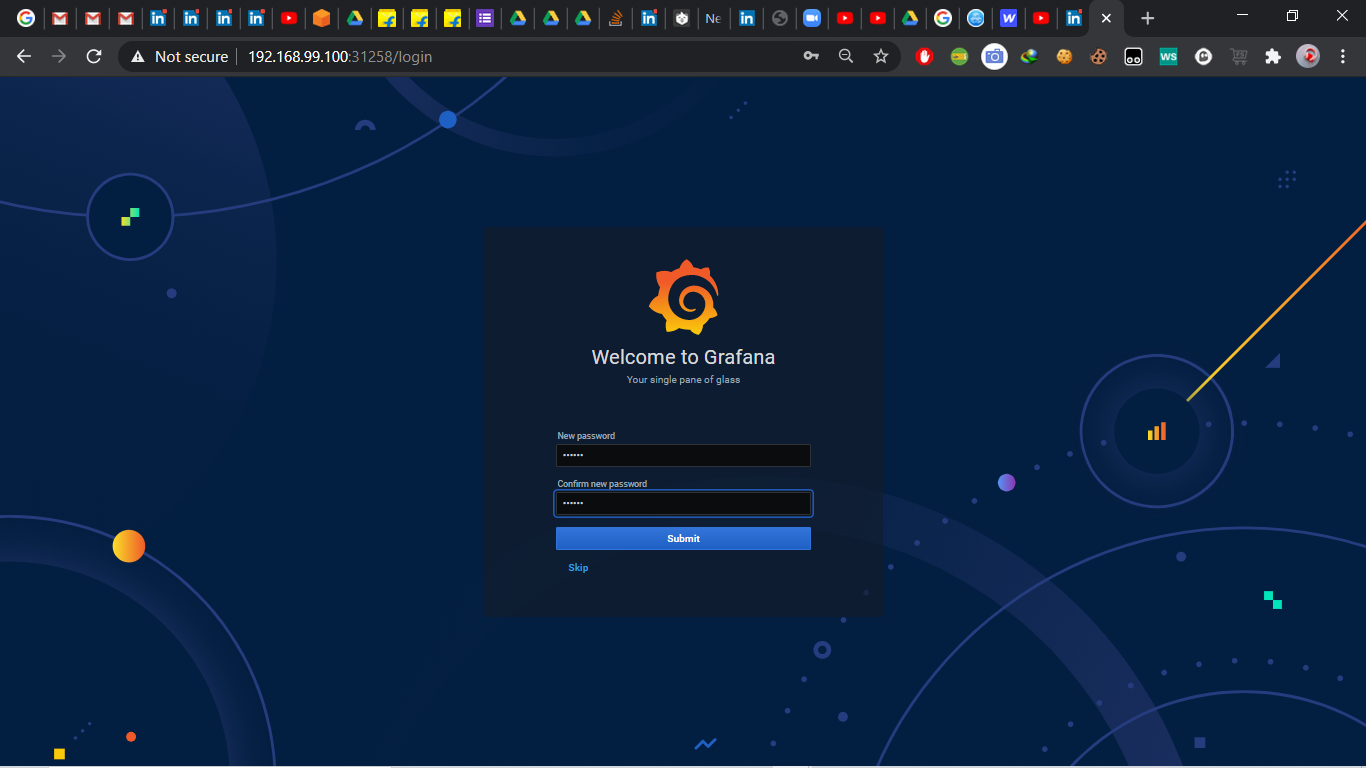 Ne
W
Not secure
192.168.99.100:31258/login
WS
Welcome to Grafana
Your single pane of glass
New password
••••••
Confirm new password
••••••
Submit
Skip